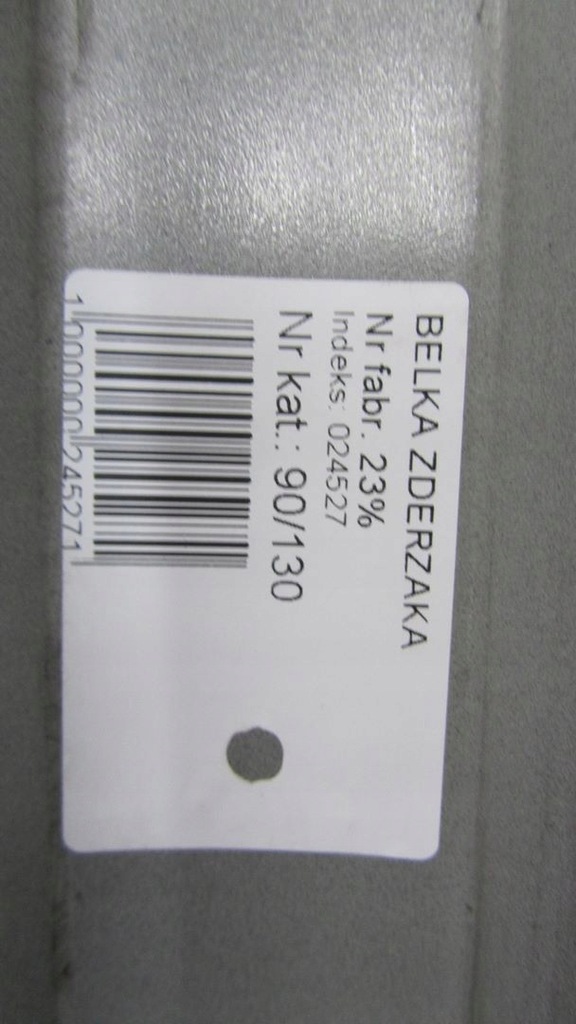 BELKA ZDERZAKA
Nr fabr. 23%
Indeks: 024527
Nr kat.: 90/130
1000000245271